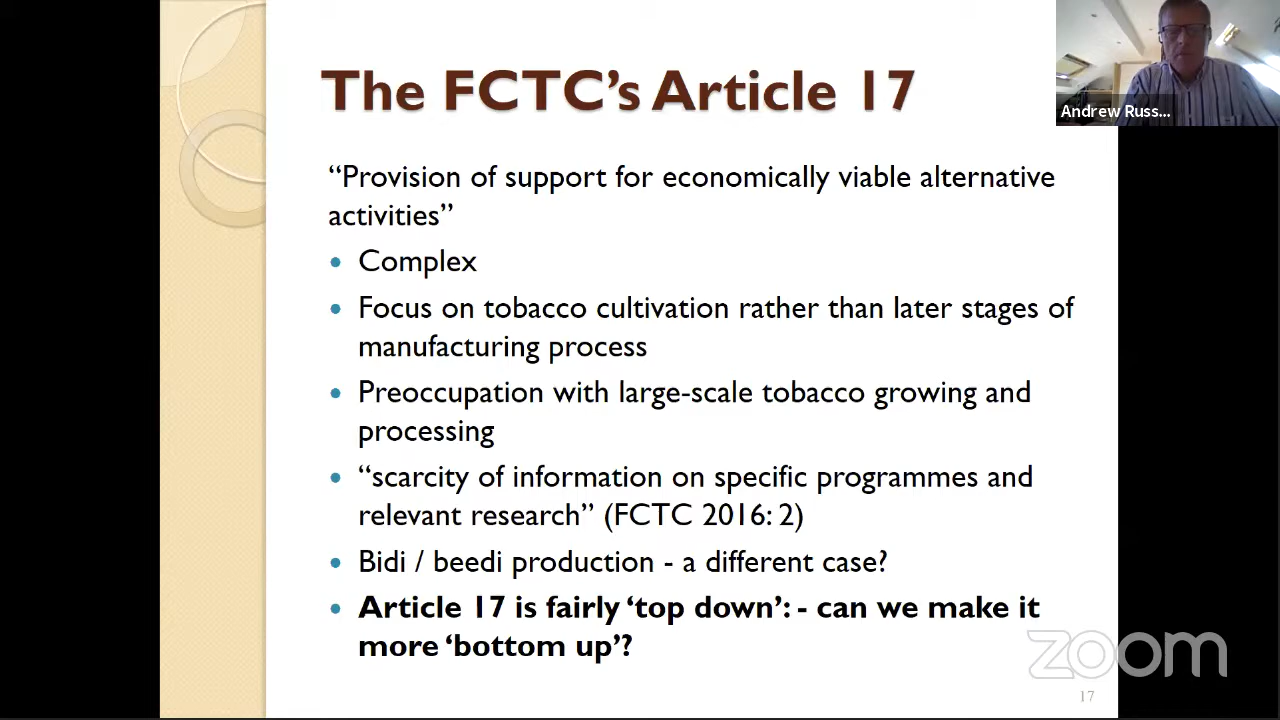 The FCTC's Article 17
Andrew Russ...
“Provision of support for economically viable alternative
activities”
• Complex
• Focus on tobacco cultivation rather than later stages of
manufacturing process
• Preoccupation with large-scale tobacco growing and
processing
• “scarcity of information on specific programmes and
relevant research” (FCTC 2016: 2)
• Bidi / beedi production - a different case?
• Article 17 is fairly ‘top down’: - can we make it
more ‘bottom up’?
zoom
17